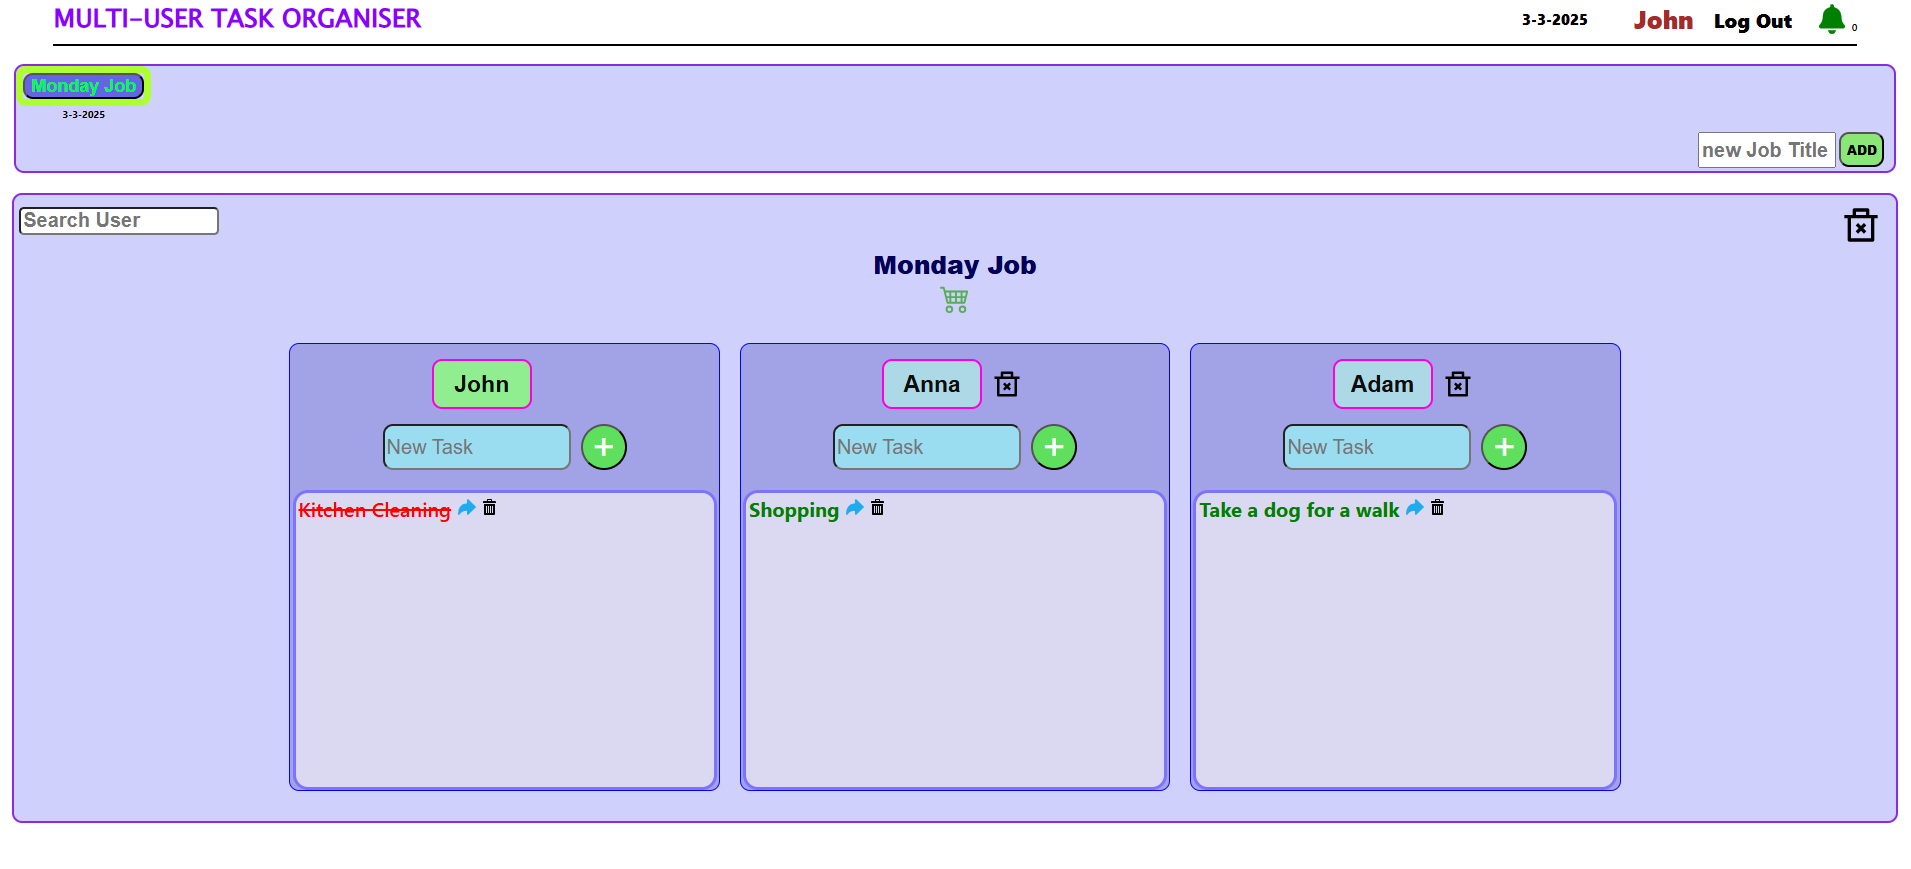 MULTI-USER TASK ORGANISER
3-3-2025 John Log Out 0
Monday Job
3-3-2025
new Job Title ADD
Search User
Monday Job
John Anna Adam
New Task New Task New Task
Kitchen Cleaning Shopping Take a dog for a walk